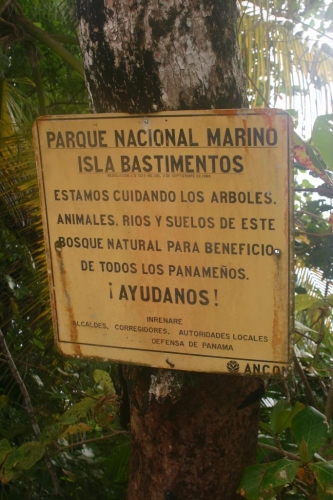 PARQUE NACIONAL MARINO
ISLA BASTIMENTOS
ESTAMOS CUIDANDO LOS ARBOLES,
ANIMALES, RIOS Y SUELOS DE ESTE
BOSQUE NATURAL PARA BENEFICIO
DE TODOS LOS PANAMEÑOS.
¡AYUDANOS!
INRENARE
ALCALDES, CORREGIDORES, AUTORIDADES LOCALES
DEFENSA DE PANAMA
ANCON